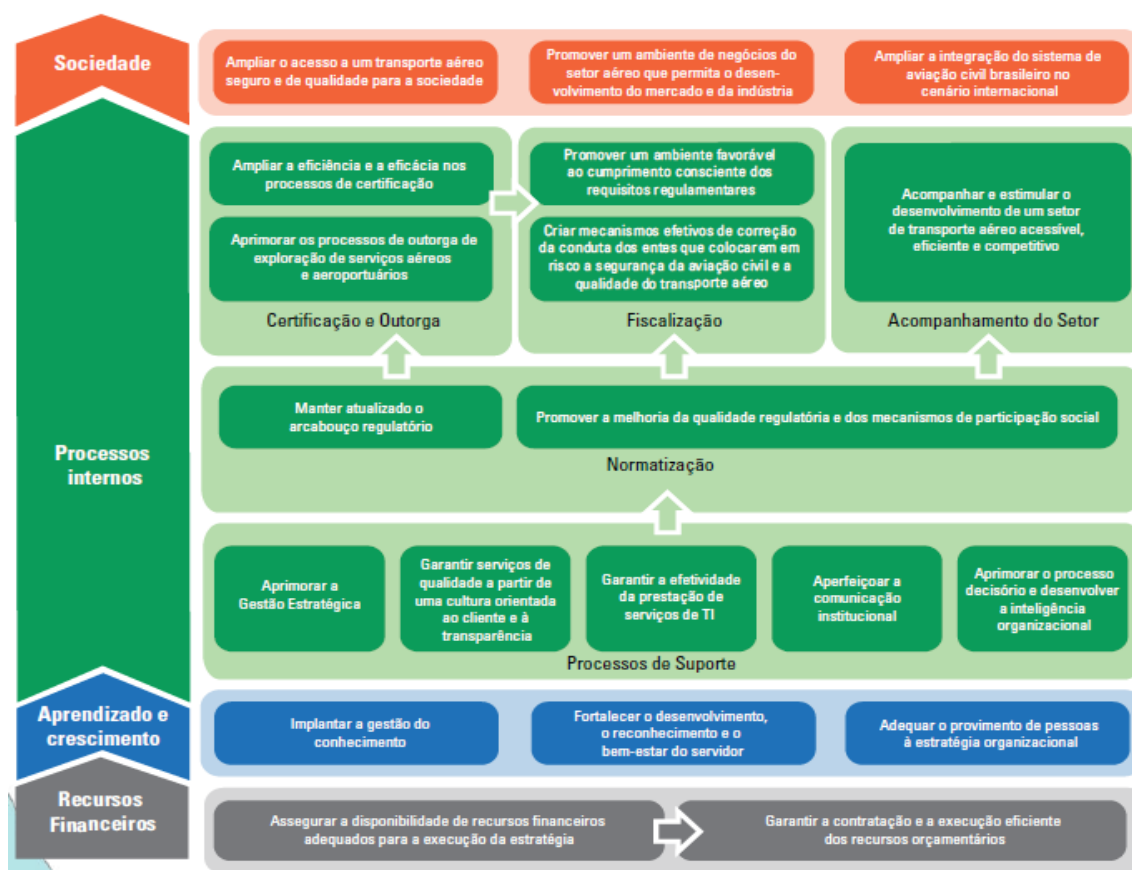 Sociedade
Ampliar o acesso a um transporte aéreo
seguro e de qualidade para a sociedade
Promover um ambiente de negócios do
setor aéreo que permita o desen-
volvimento do mercado e da indústria
Ampliar a integração do sistema de
aviação civil brasileiro no
cenário internacional
Processos
internos
Ampliar a eficiência e a eficácia nos
processos de certificação
Aprimorar os processos de outorga de
exploração de serviços aéreos
e aeroportuários
Certificação e Outorga
Promover um ambiente favorável
ao cumprimento consciente dos
requisitos regulamentares
Criar mecanismos efetivos de correção
da conduta dos entes que colocarem em
risco a segurança da aviação civil e a
qualidade do transporte aéreo
Fiscalização
Acompanhar e estimular o
desenvolvimento de um setor
de transporte aéreo acessível,
eficiente e competitivo
Acompanhamento do Setor
Manter atualizado o
arcabouço regulatório
Promover a melhoria da qualidade regulatória e dos mecanismos de participação social
Normatização
Aprimorar a
Gestão Estratégica
Garantir serviços de
qualidade a partir de
uma cultura orientada
ao cliente e à
transparência
Garantir a efetividade
da prestação de
serviços de TI
Aperfeiçoar a
comunicação
institucional
Aprimorar o processo
decisório e desenvolver
a inteligência
organizacional
Processos de Suporte
Aprendizado e
crescimento
Implantar a gestão do
conhecimento
Fortalecer o desenvolvimento,
o reconhecimento e o
bem-estar do servidor
Adequar o provimento de pessoas
à estratégia organizacional
Recursos
Financeiros
Assegurar a disponibilidade de recursos financeiros
adequados para a execução da estratégia
Garantir a contratação e a execução eficiente
dos recursos orçamentários